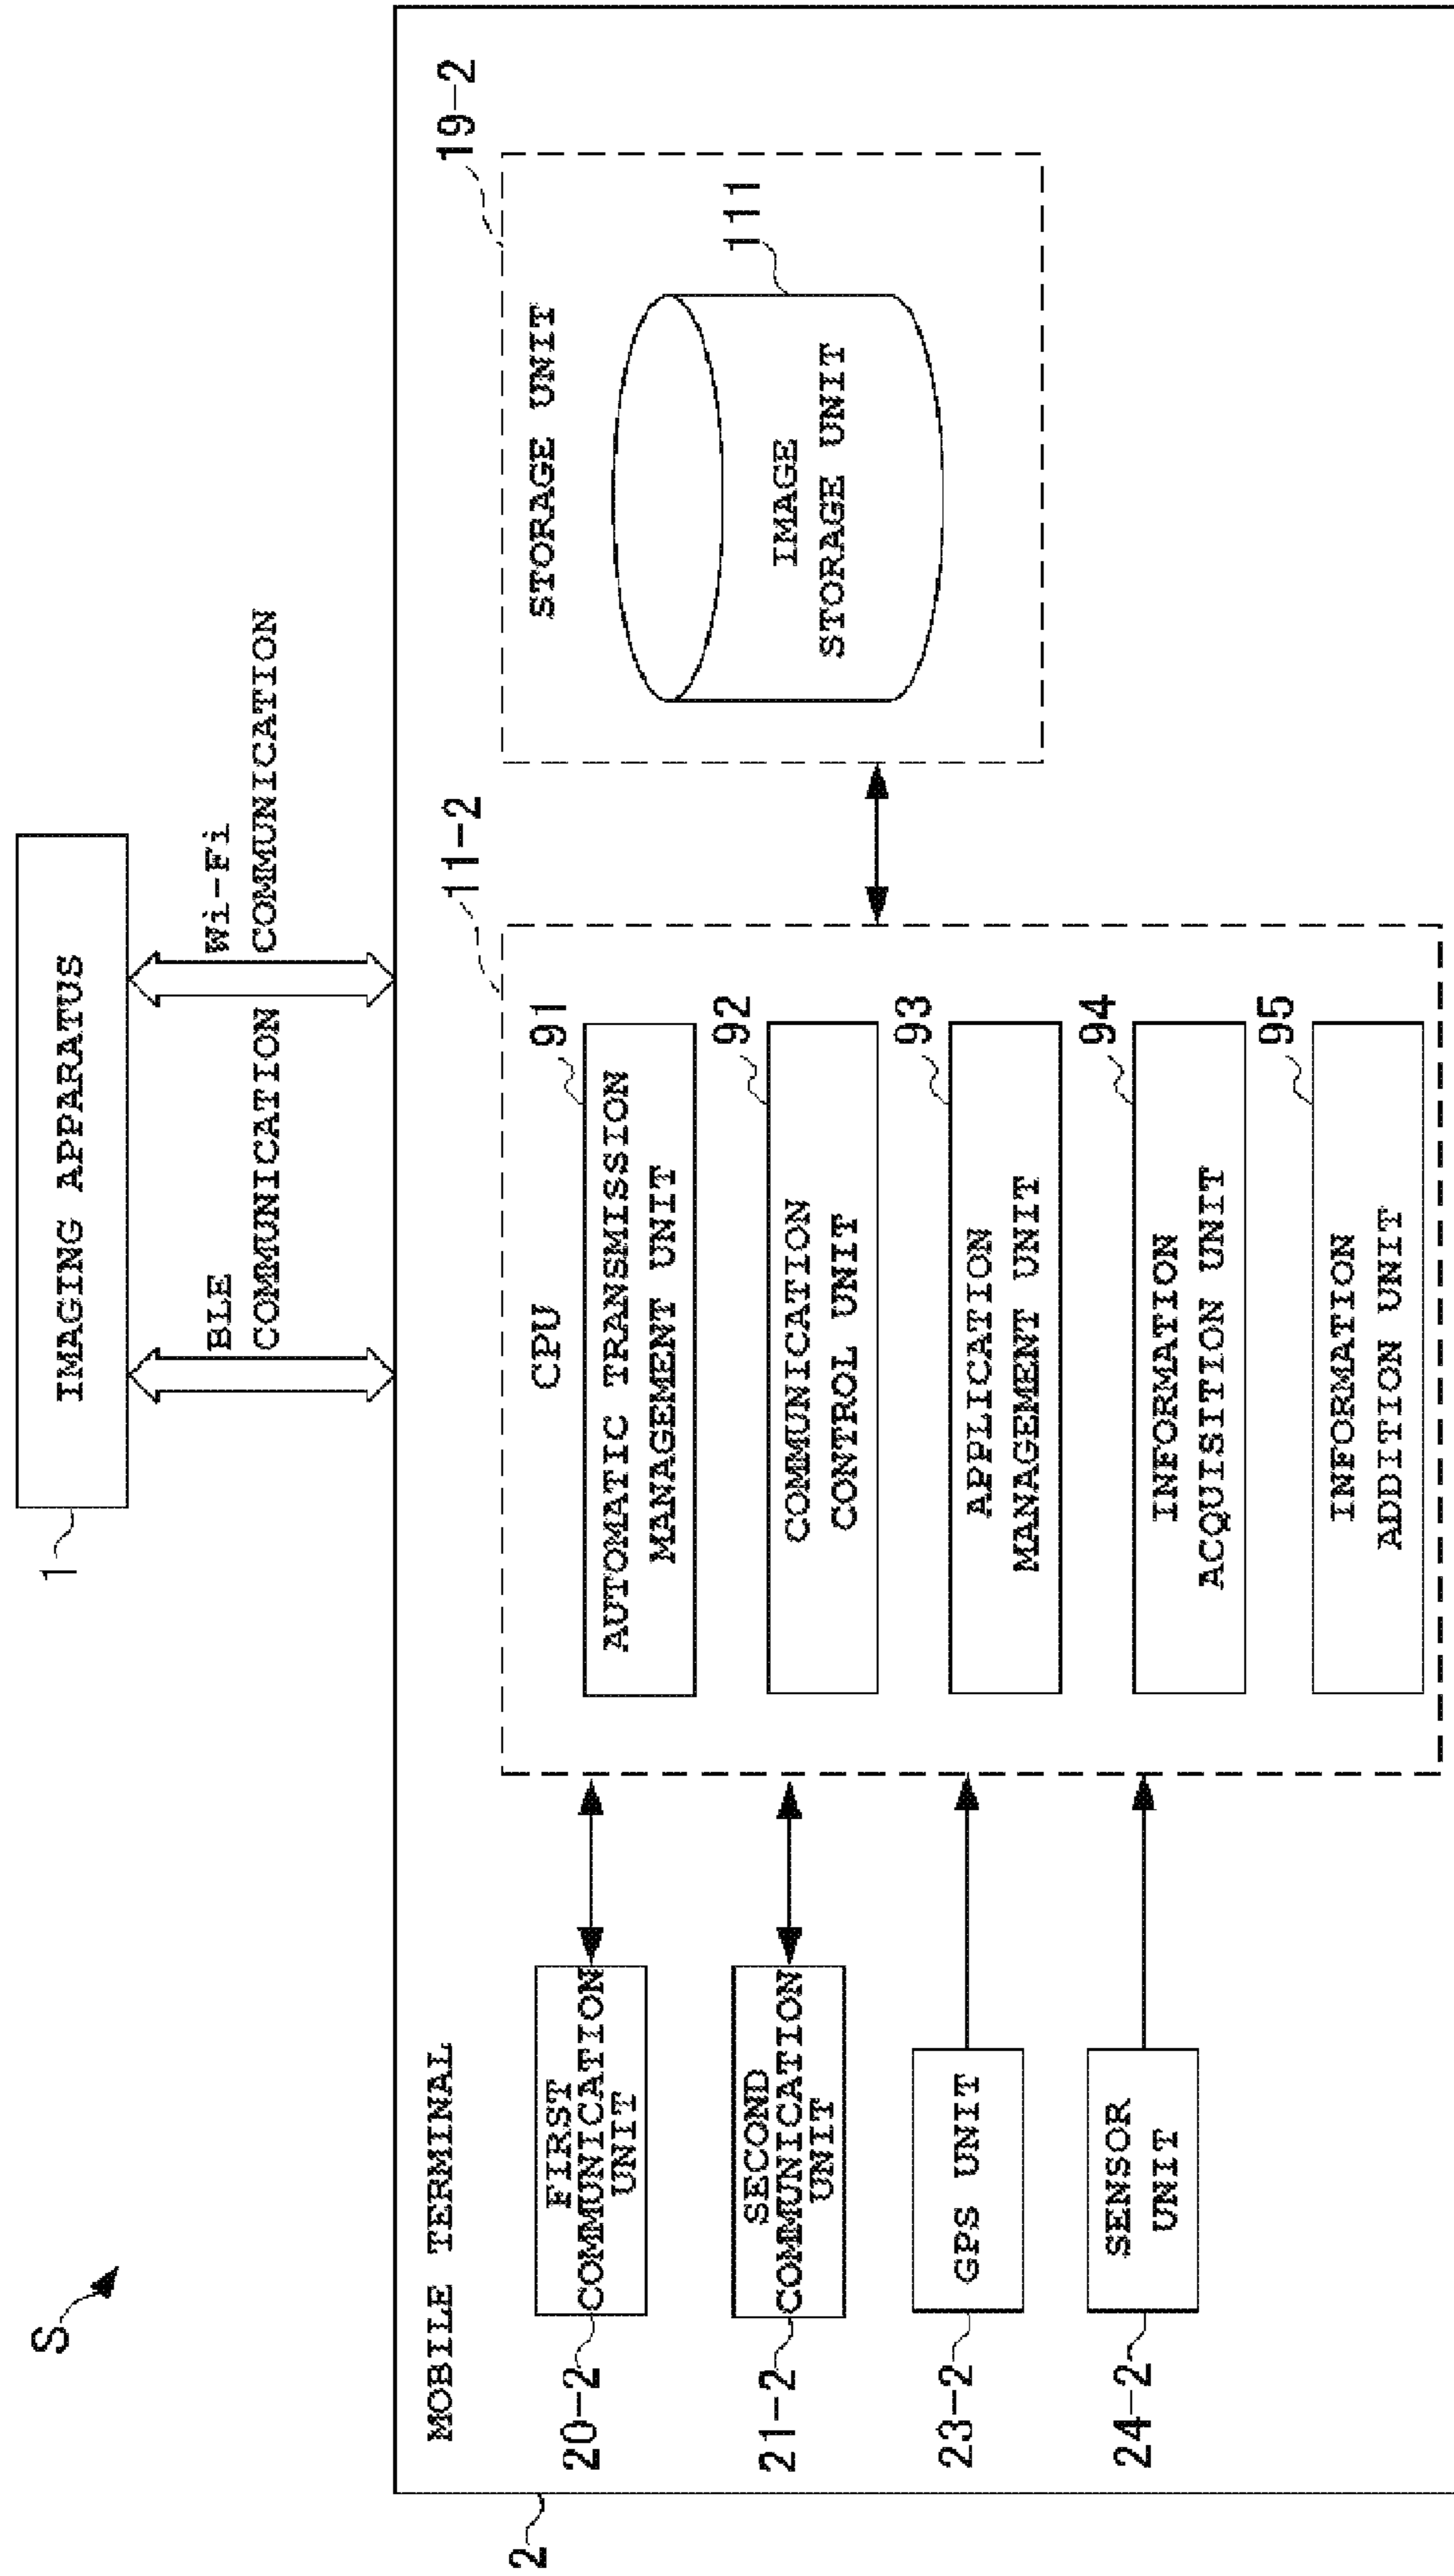 S
1
IMAGING APPARATUS
BLE
COMMUNICATION
Wi-Fi
COMMUNICATION
2
MOBILE TERMINAL
20-2
FIRST
COMMUNICATION
UNIT
21-2
SECOND
COMMUNICATION
UNIT
23-2
GPS UNIT
24-2
SENSOR
UNIT
11-2
CPU
91
AUTOMATIC TRANSMISSION
MANAGEMENT UNIT
92
COMMUNICATION
CONTROL UNIT
93
APPLICATION
MANAGEMENT UNIT
94
INFORMATION
ACQUISITION UNIT
95
INFORMATION
ADDITION UNIT
19-2
STORAGE UNIT
111
IMAGE
STORAGE UNIT